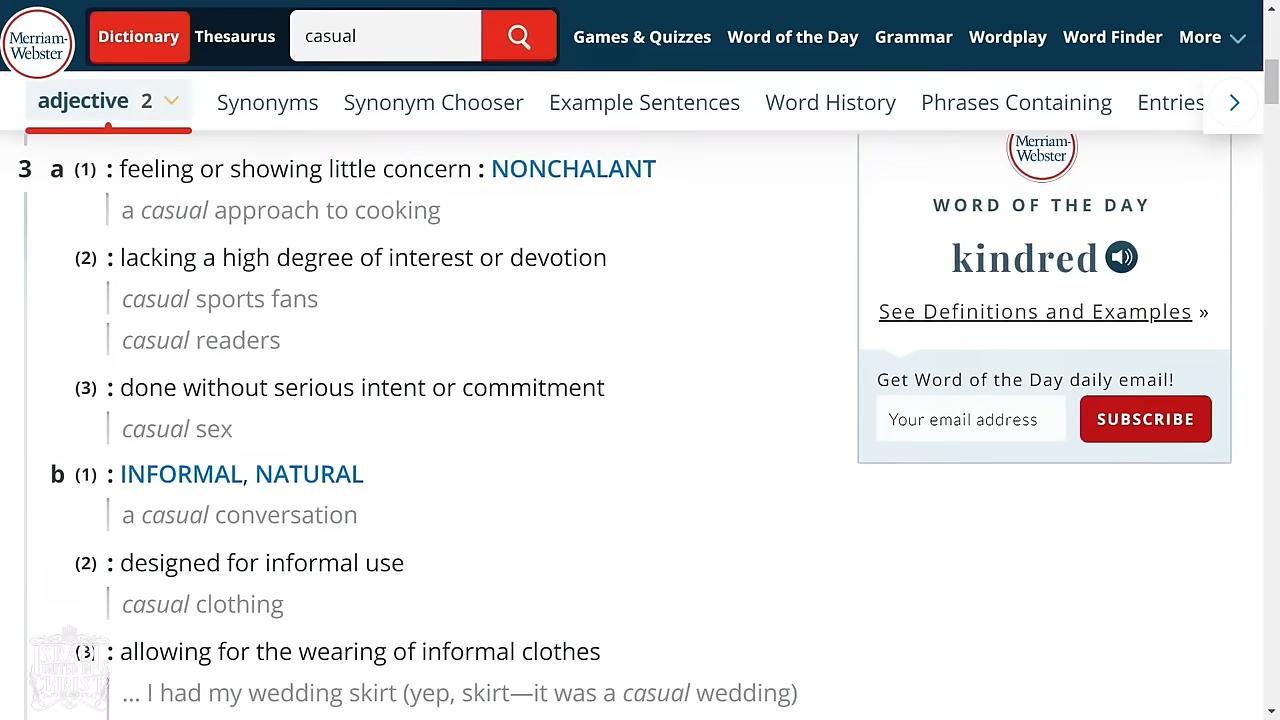 Merriam-
Webster
Dictionary Thesaurus casual Games & Quizzes Word of the Day Grammar Wordplay Word Finder More
adjective 2 Synonyms Synonym Chooser Example Sentences Word History Phrases Containing Entries
3 a (1) : feeling or showing little concern : NONCHALANT
a casual approach to cooking
(2) : lacking a high degree of interest or devotion
casual sports fans
casual readers
(3) : done without serious intent or commitment
casual sex
b (1) : INFORMAL, NATURAL
a casual conversation
(2) : designed for informal use
casual clothing
(3) : allowing for the wearing of informal clothes
... I had my wedding skirt (yep, skirt—it was a casual wedding)
Merriam-
Webster
WORD OF THE DAY
kindred
See Definitions and Examples »
Get Word of the Day daily email!
Your email address SUBSCRIBE
ISRAEL
UNITED IN
CHRIST